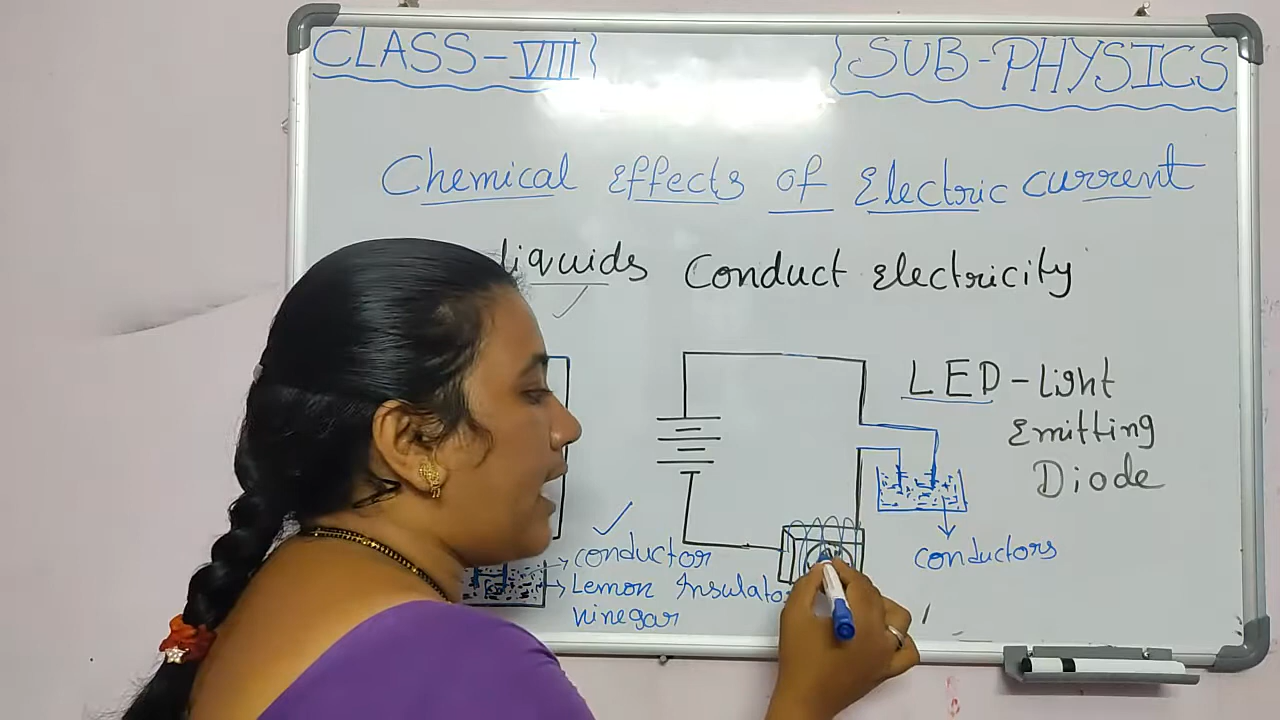 CLASS-VIII
SUB-PHYSICS
Chemical Effects of Electric current
liquids Conduct Electricity
LED-Light
Emitting
Diode
conductor
Lemon Insulator
vinegar
conductors